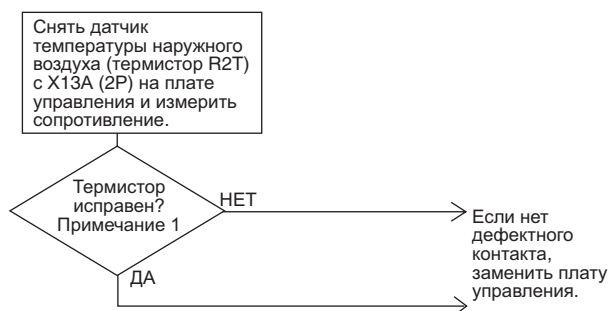 Снять датчик
температуры наружного
воздуха (термистор R2T)
с X13A (2P) на плате
управления и измерить
сопротивление.
Термистор
исправен?
Примечание 1
НЕТ
ДА
Если нет
дефектного
контакта,
заменить плату
управления.